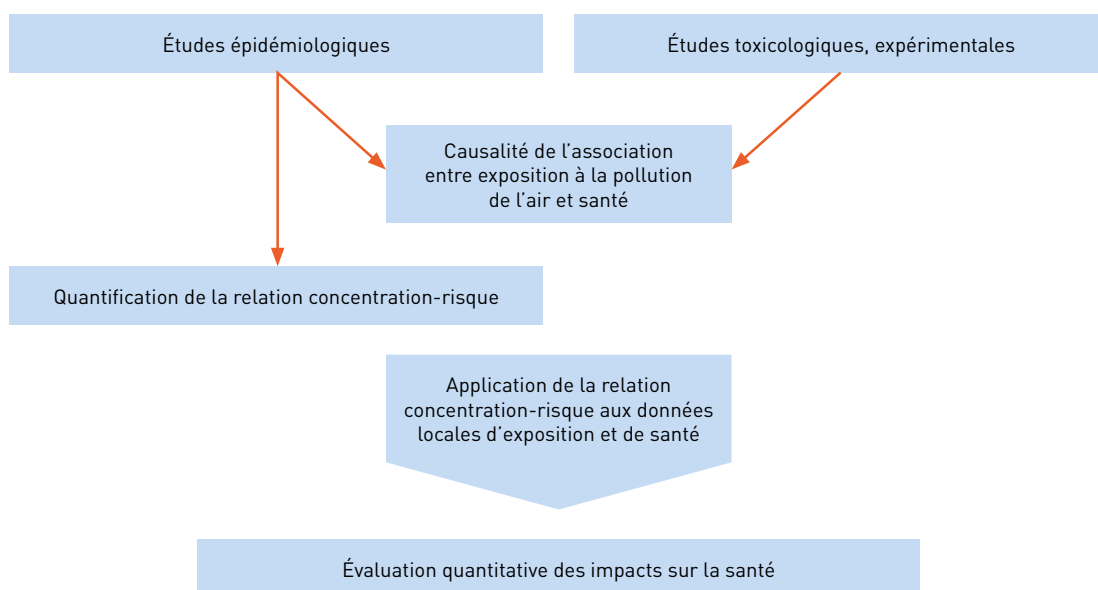 Études épidémiologiques
Études toxicologiques, expérimentales
Causalité de l’association
entre exposition à la pollution
de l’air et santé
Quantification de la relation concentration-risque
Application de la relation
concentration-risque aux données
locales d’exposition et de santé
Évaluation quantitative des impacts sur la santé